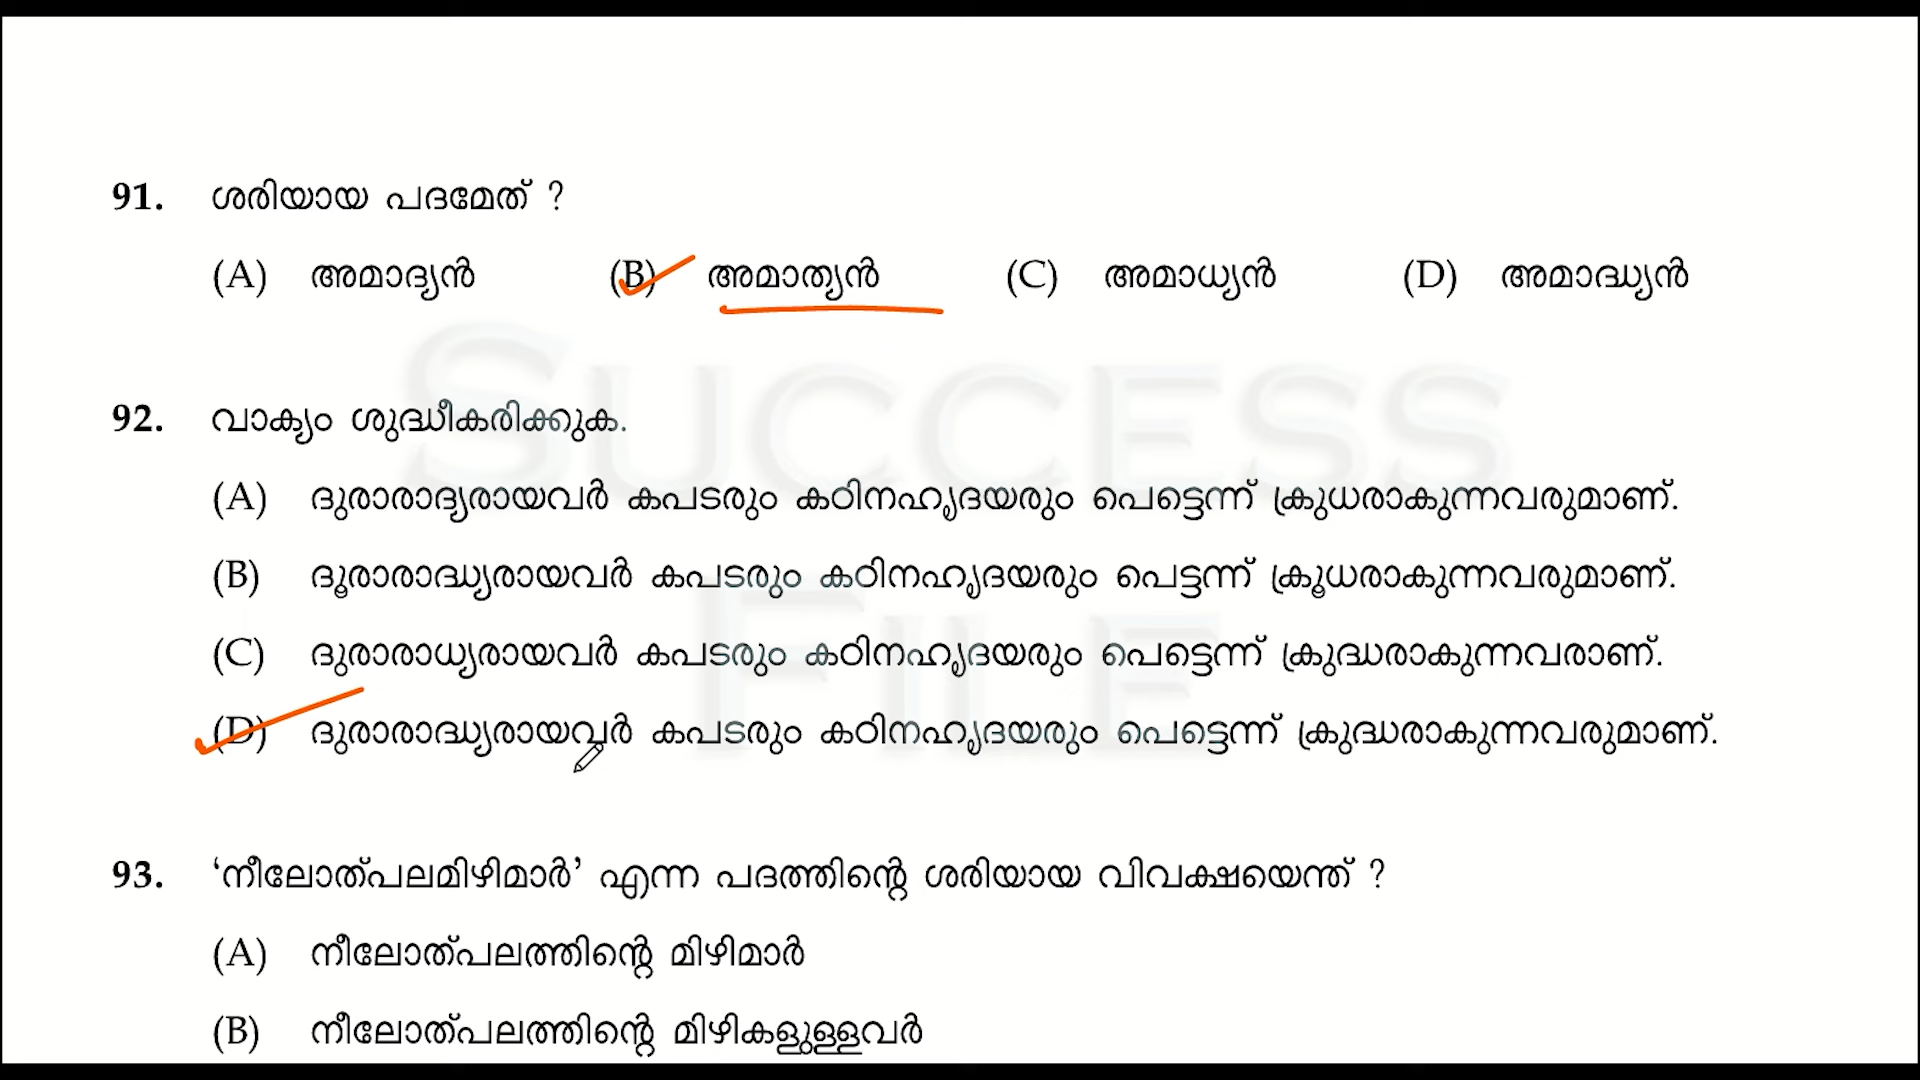 91. ശരിയായ പദമേത് ?
(A) അമാദ്യൻ (B) അമാത്യൻ (C) അമാധ്യൻ (D) അമാദ്ധ്യൻ
92. വാക്യം ശുദ്ധീകരിക്കുക.
(A) ദുരാരാദ്യരായവർ കപടരും കഠിനഹൃദയരും പെട്ടെന്ന് ക്രുധരാകുന്നവരുമാണ്.
(B) ദൂരാരാദ്ധ്യരായവർ കപടരും കഠിനഹൃദയരും പെട്ടന്ന് ക്രൂധരാകുന്നവരുമാണ്.
(C) ദുരാരാധ്യരായവർ കപടരും കഠിനഹൃദയരും പെട്ടെന്ന് ക്രുദ്ധരാകുന്നവരാണ്.
(D) ദുരാരാദ്ധ്യരായവർ കപടരും കഠിനഹൃദയരും പെട്ടെന്ന് ക്രുദ്ധരാകുന്നവരുമാണ്.
93. ‘നീലോത്പലമിഴിമാർ’ എന്ന പദത്തിന്റെ ശരിയായ വിവക്ഷയെന്ത് ?
(A) നീലോത്പലത്തിന്റെ മിഴിമാർ
(B) നീലോത്പലത്തിന്റെ മിഴികളുള്ളവർ
SUCCESS
FILE